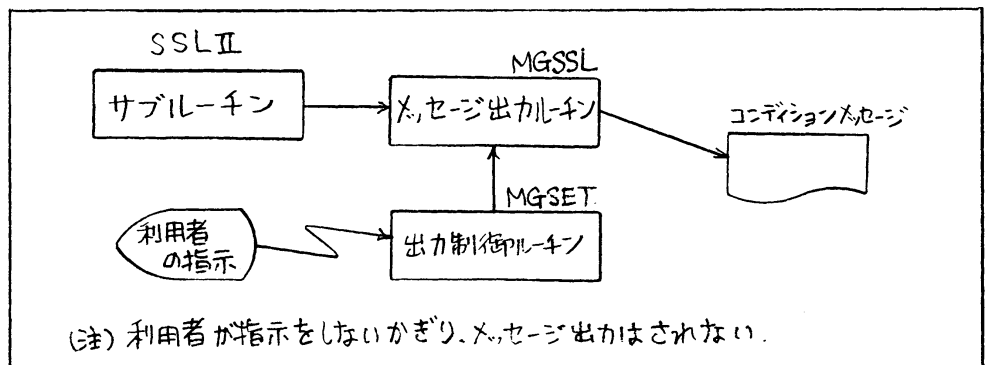 SSLⅡ
サブルーチン
MGSSL
メッセージ出力ルーチン
コンディションメッセージ
MGSET
利用者
の指示
出力制御ルーチン
(注) 利用者が指示をしないかぎり、メッセージ出力はされない.